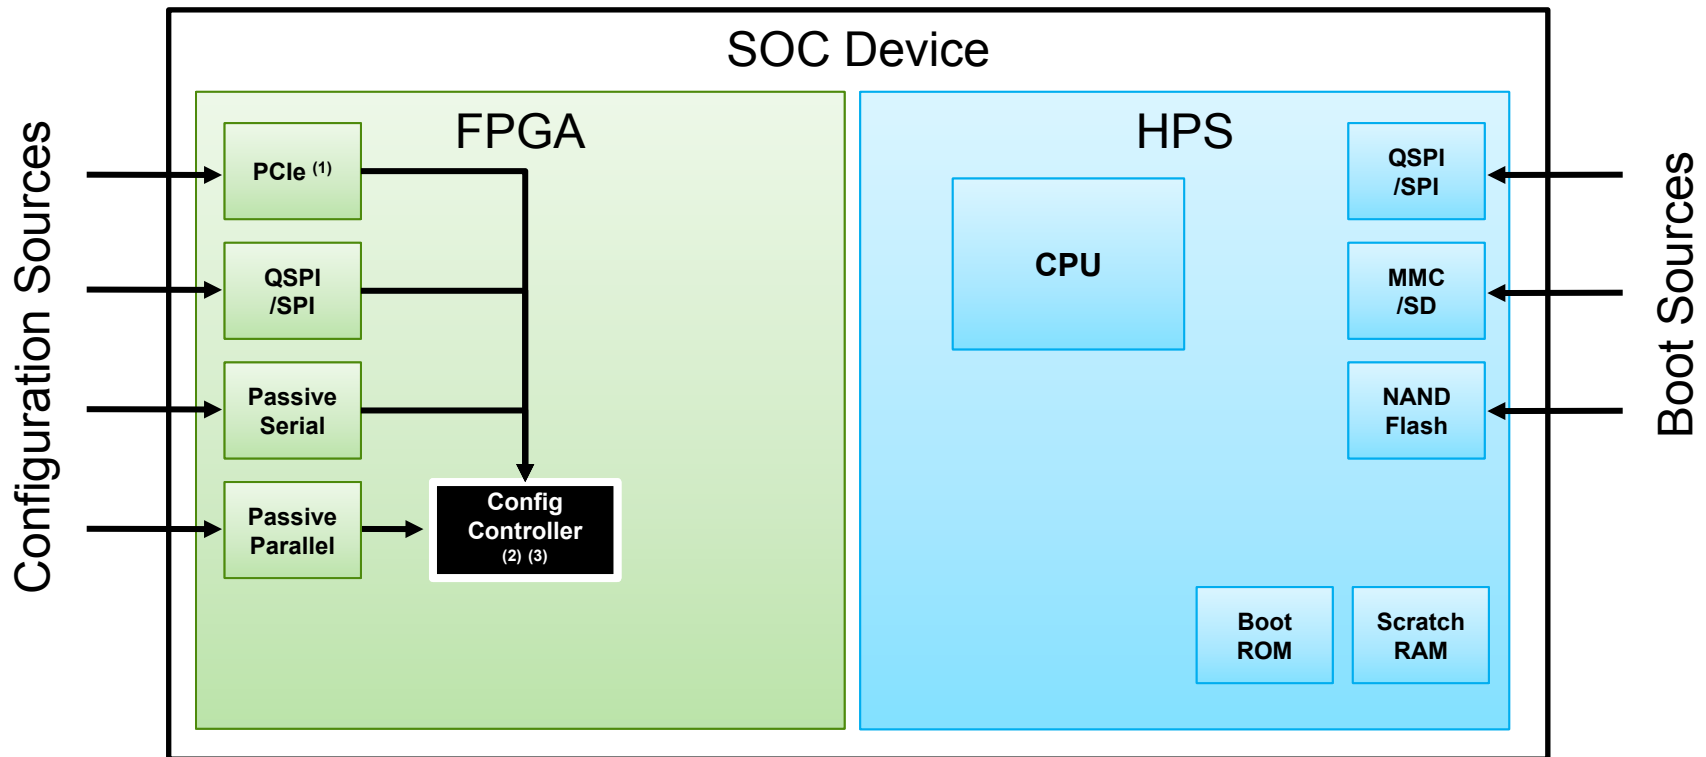 SOC Device
Configuration Sources
FPGA
PCIe (1)
QSPI
/SPI
Passive
Serial
Passive
Parallel
Config
Controller
(2) (3)
HPS
CPU
QSPI
/SPI
MMC
/SD
NAND
Flash
Boot
ROM
Scratch
RAM
Boot Sources